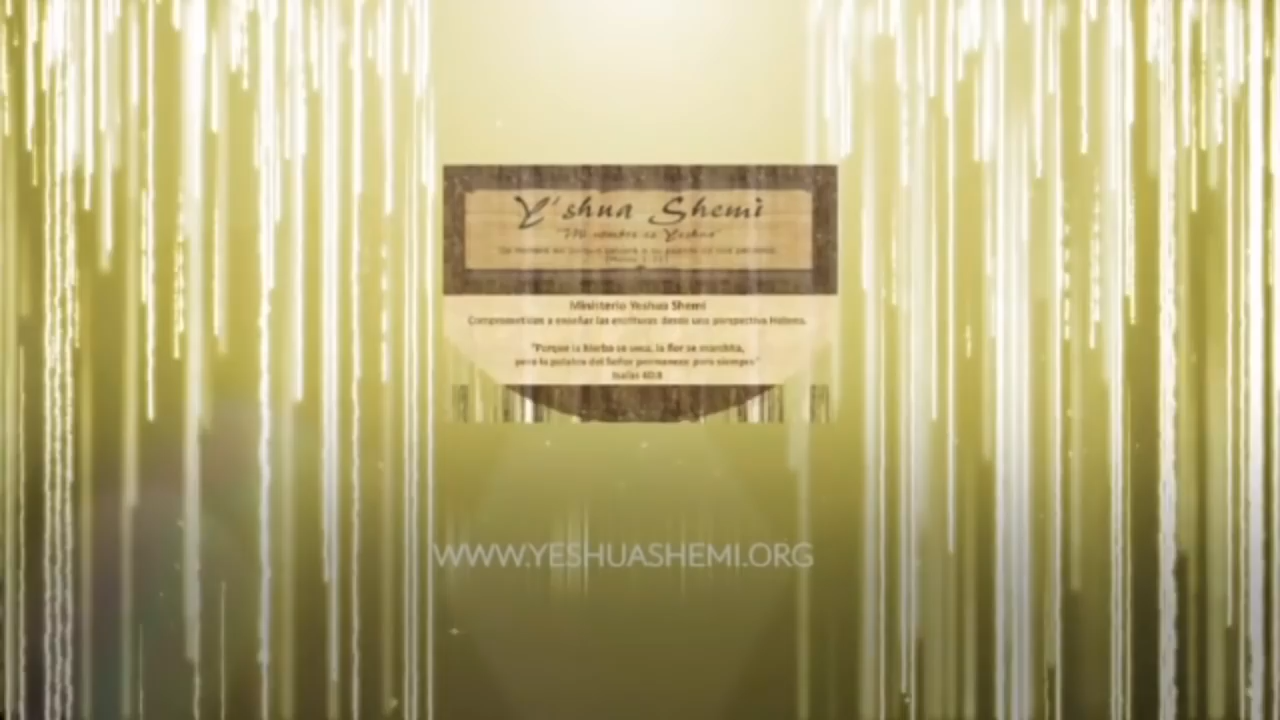 Y'shua Shemi
"Mi nombre es Yeshua"
Ministerio Yeshua Shemi
Comprometidos a enseñar las escrituras desde una perspectiva Hebrea.
"Porque la hierba se seca, la flor se marchita,
pero la palabra del Señor permanece para siempre"
Isaías 40:8
WWW.YESHUASHEMI.ORG